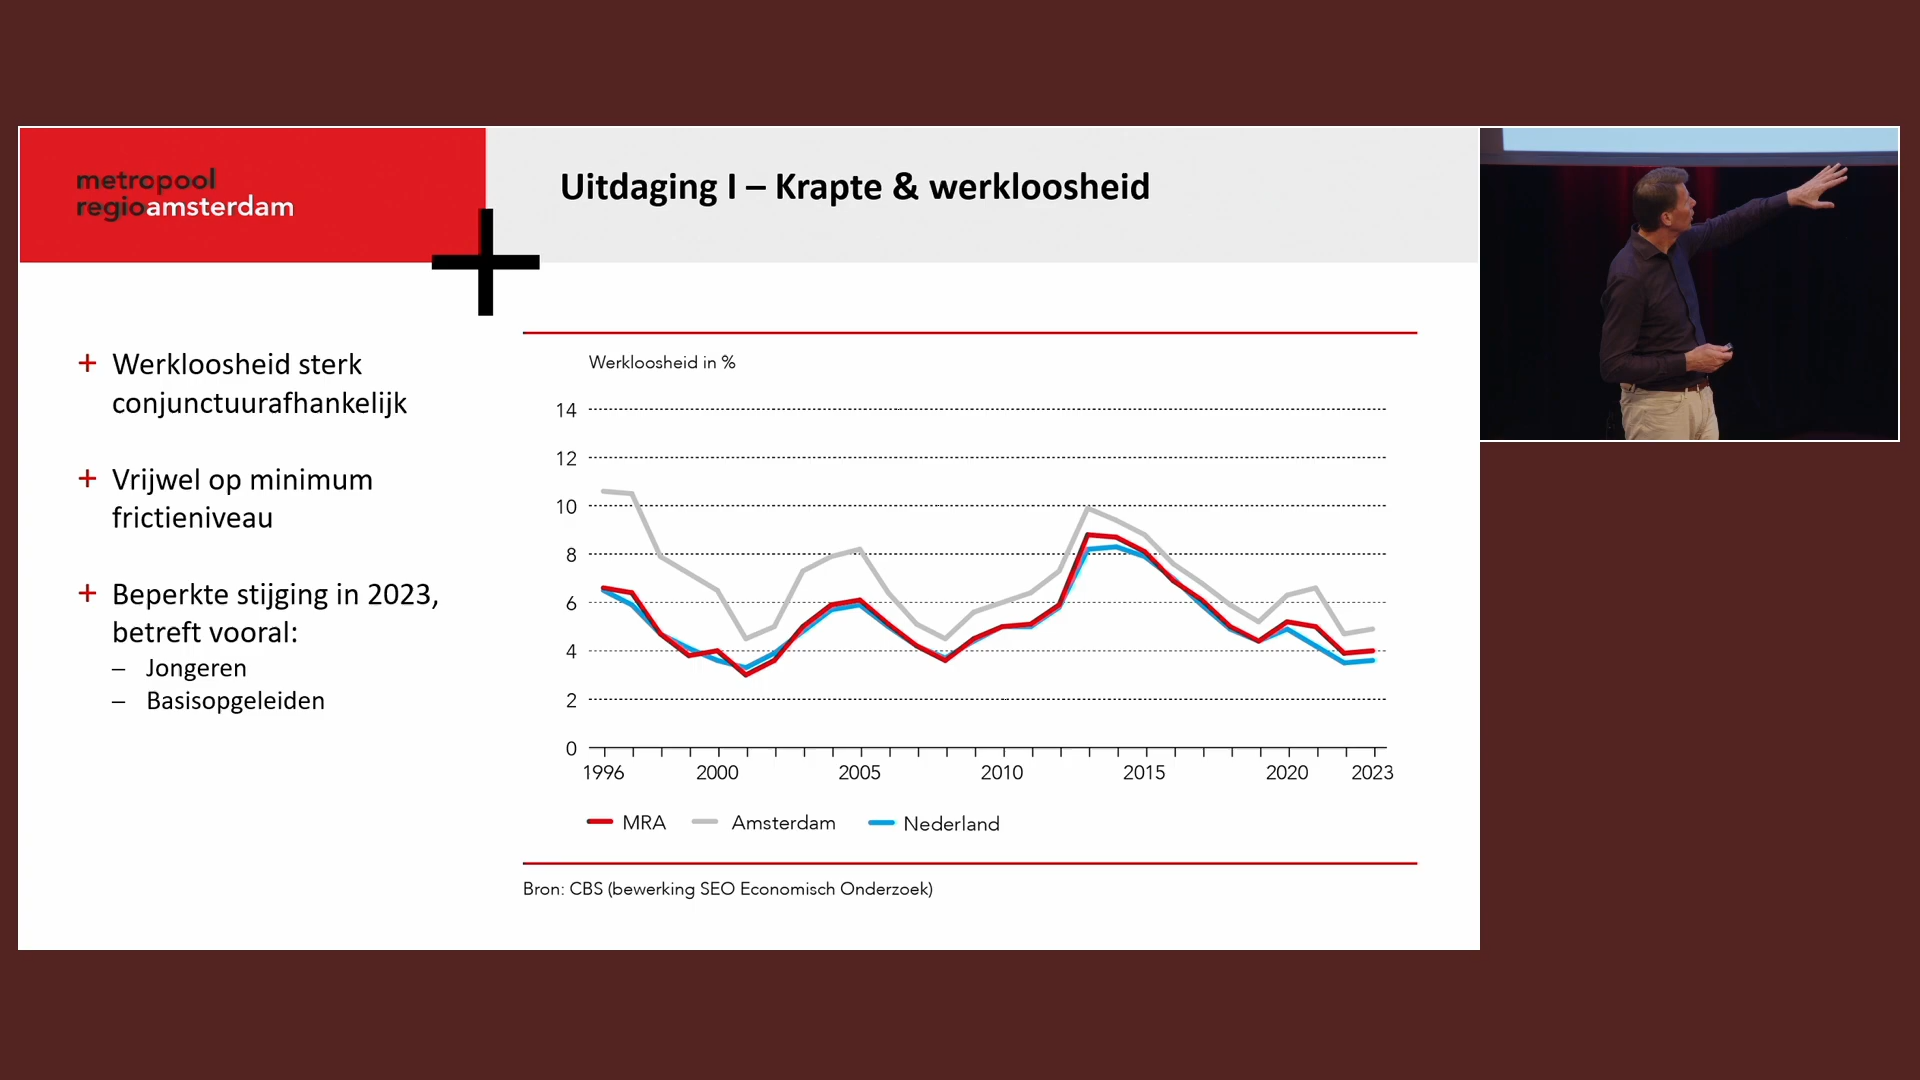 metropool
regioamsterdam
Uitdaging I – Krapte & werkloosheid
+ Werkloosheid sterk
conjunctuurafhankelijk
+ Vrijwel op minimum
frictieniveau
+ Beperkte stijging in 2023,
betreft vooral:
– Jongeren
– Basisopgeleiden
Werkloosheid in %
14
12
10
8
6
4
2
0
1996 2000 2005 2010 2015 2020 2023
MRA Amsterdam Nederland
Bron: CBS (bewerking SEO Economisch Onderzoek)